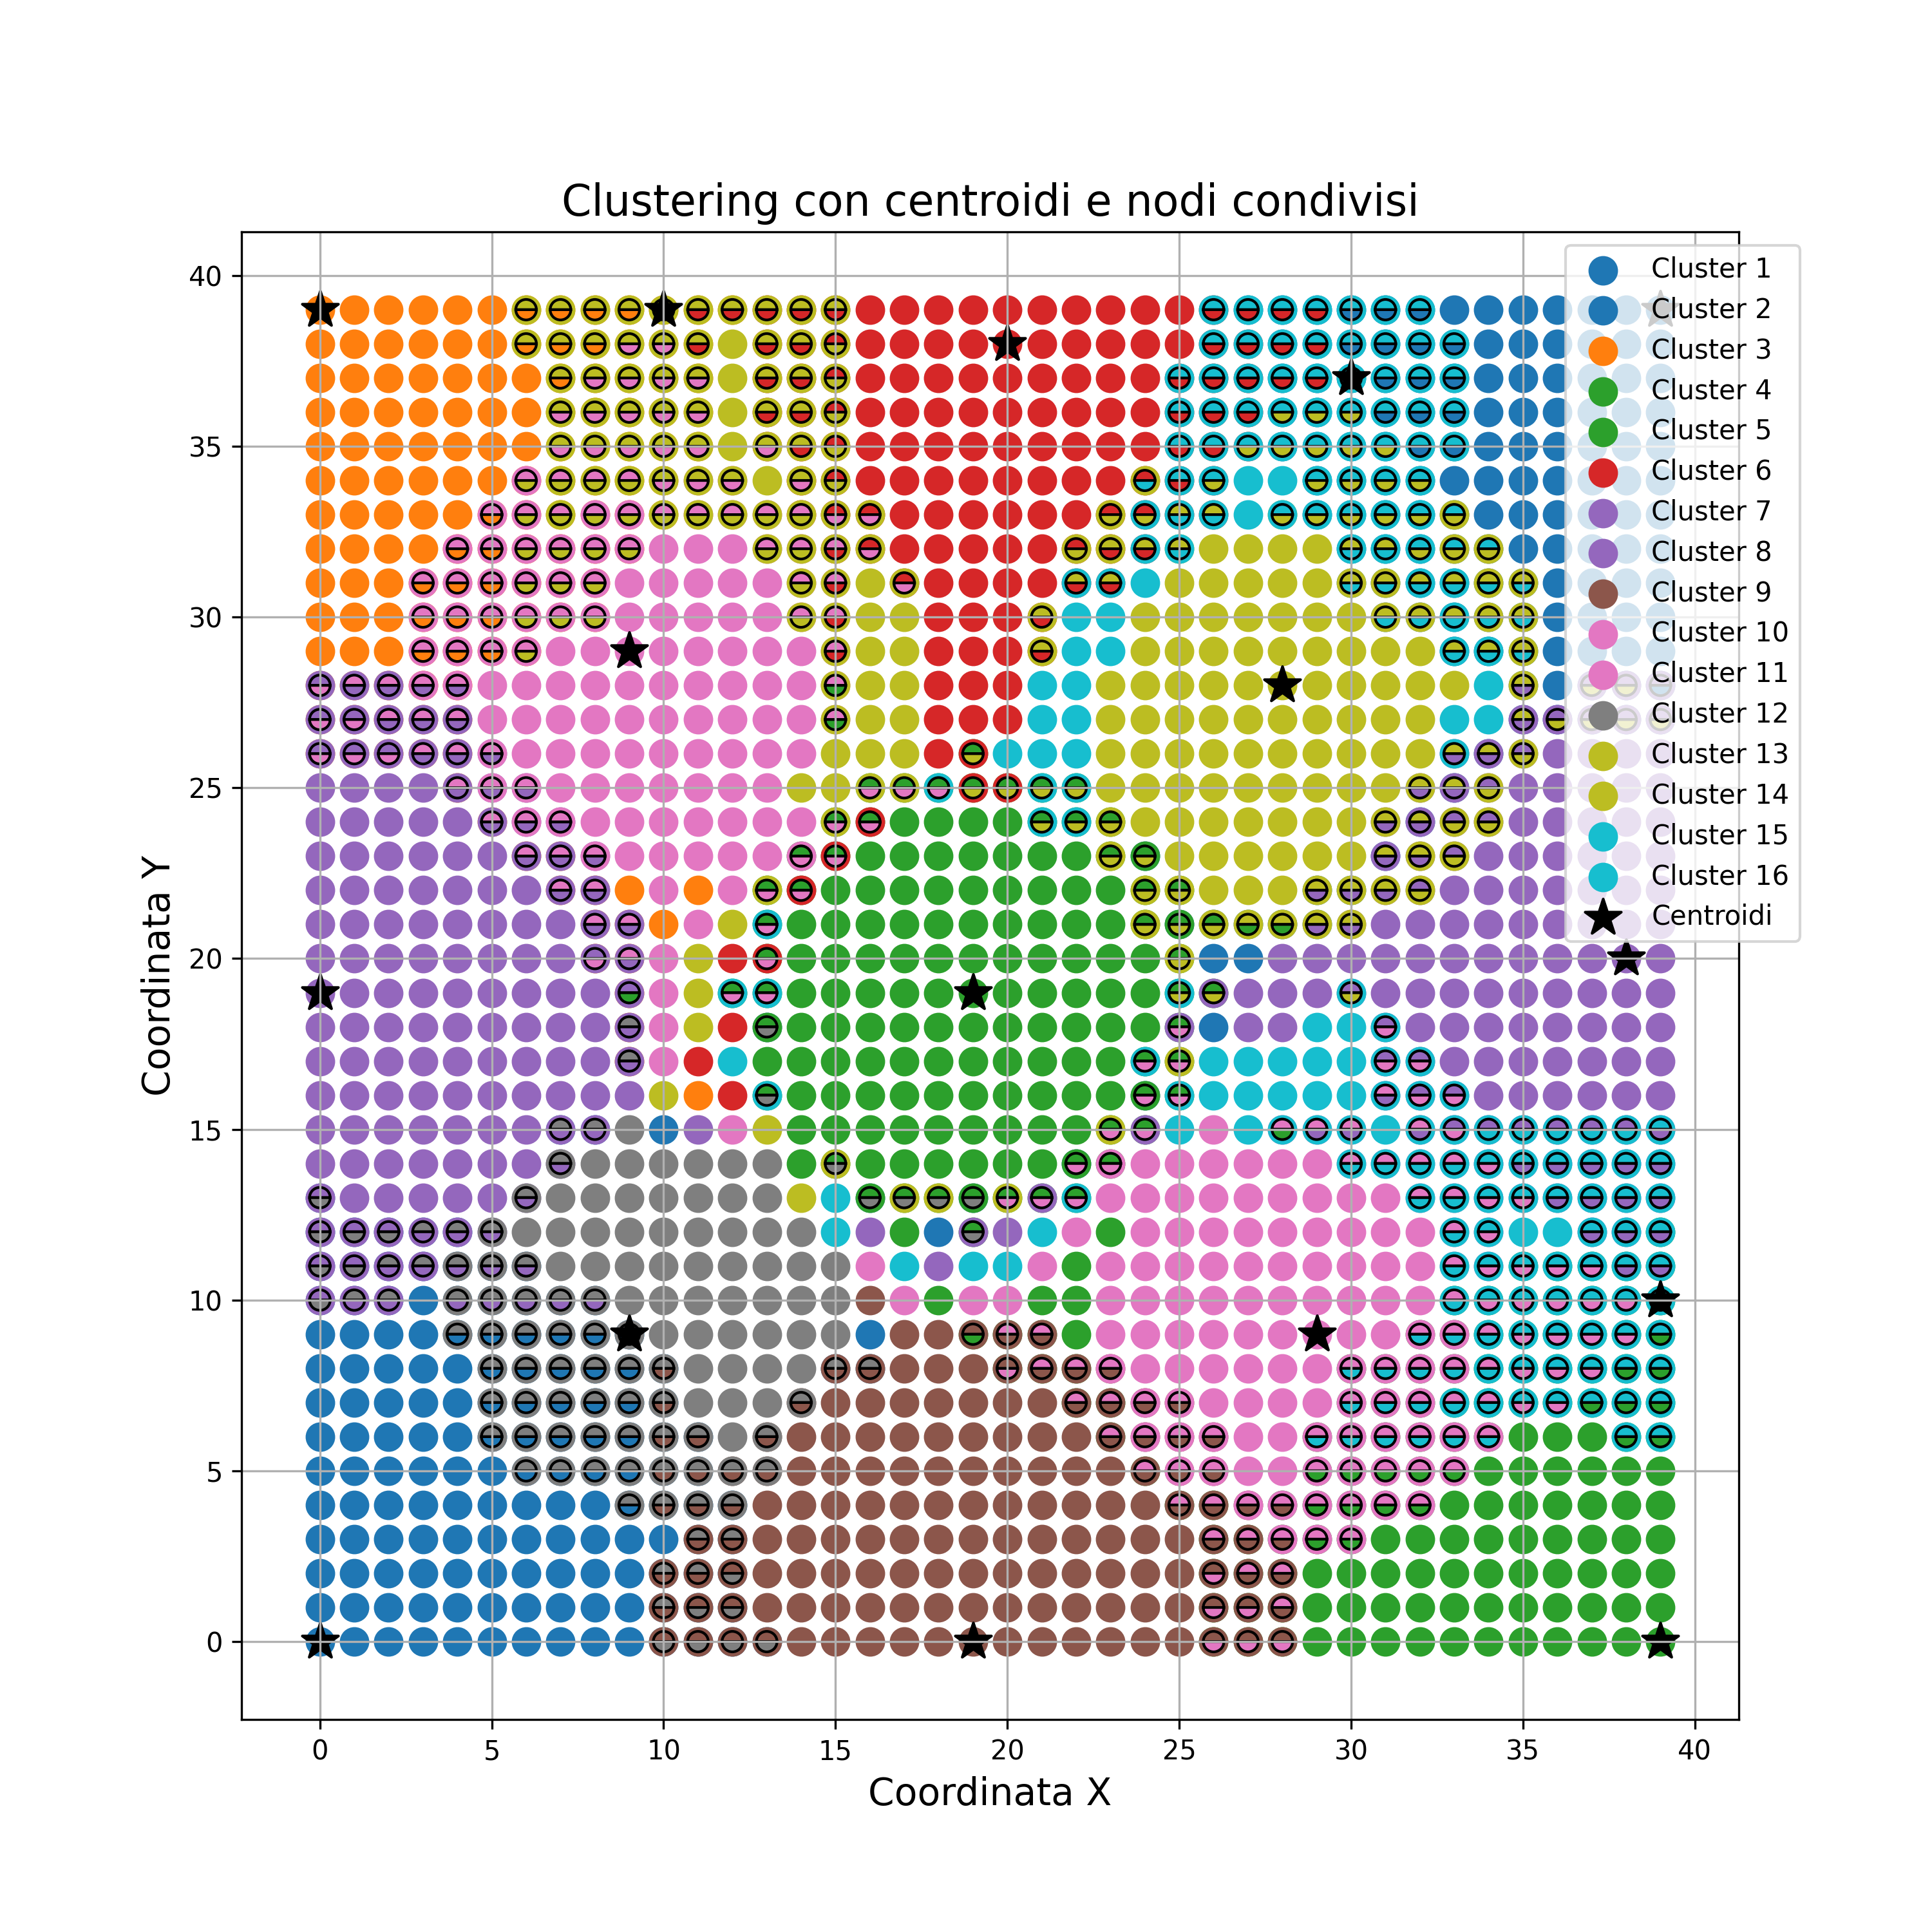 Clustering con centroidi e nodi condivisi
Coordinata Y
40
35
30
25
20
15
10
5
0
0 5 10 15 20 25 30 35 40
Coordinata X
Cluster 1
Cluster 2
Cluster 3
Cluster 4
Cluster 5
Cluster 6
Cluster 7
Cluster 8
Cluster 9
Cluster 10
Cluster 11
Cluster 12
Cluster 13
Cluster 14
Cluster 15
Cluster 16
Centroidi